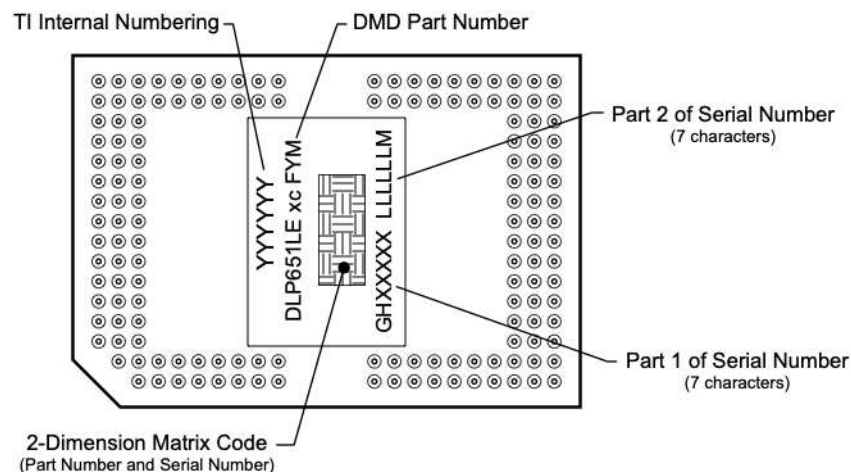 TI Internal Numbering
DMD Part Number
Part 2 of Serial Number
(7 characters)
YYYYYY
DLP651LE xc FYM
GHXXXXX LLLLLLM
Part 1 of Serial Number
(7 characters)
2-Dimension Matrix Code
(Part Number and Serial Number)